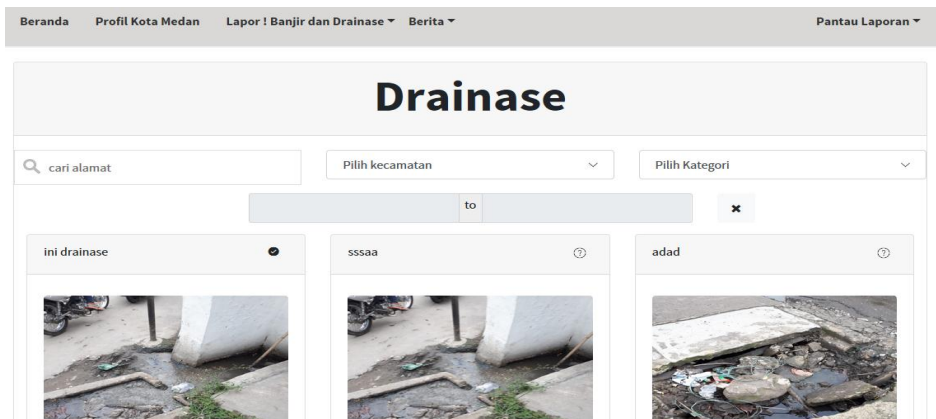 Beranda Profil Kota Medan Lapor ! Banjir dan Drainase Berita Pantau Laporan
Drainase
cari alamat Pilih kecamatan Pilih Kategori
to
ini drainase sssaa adad